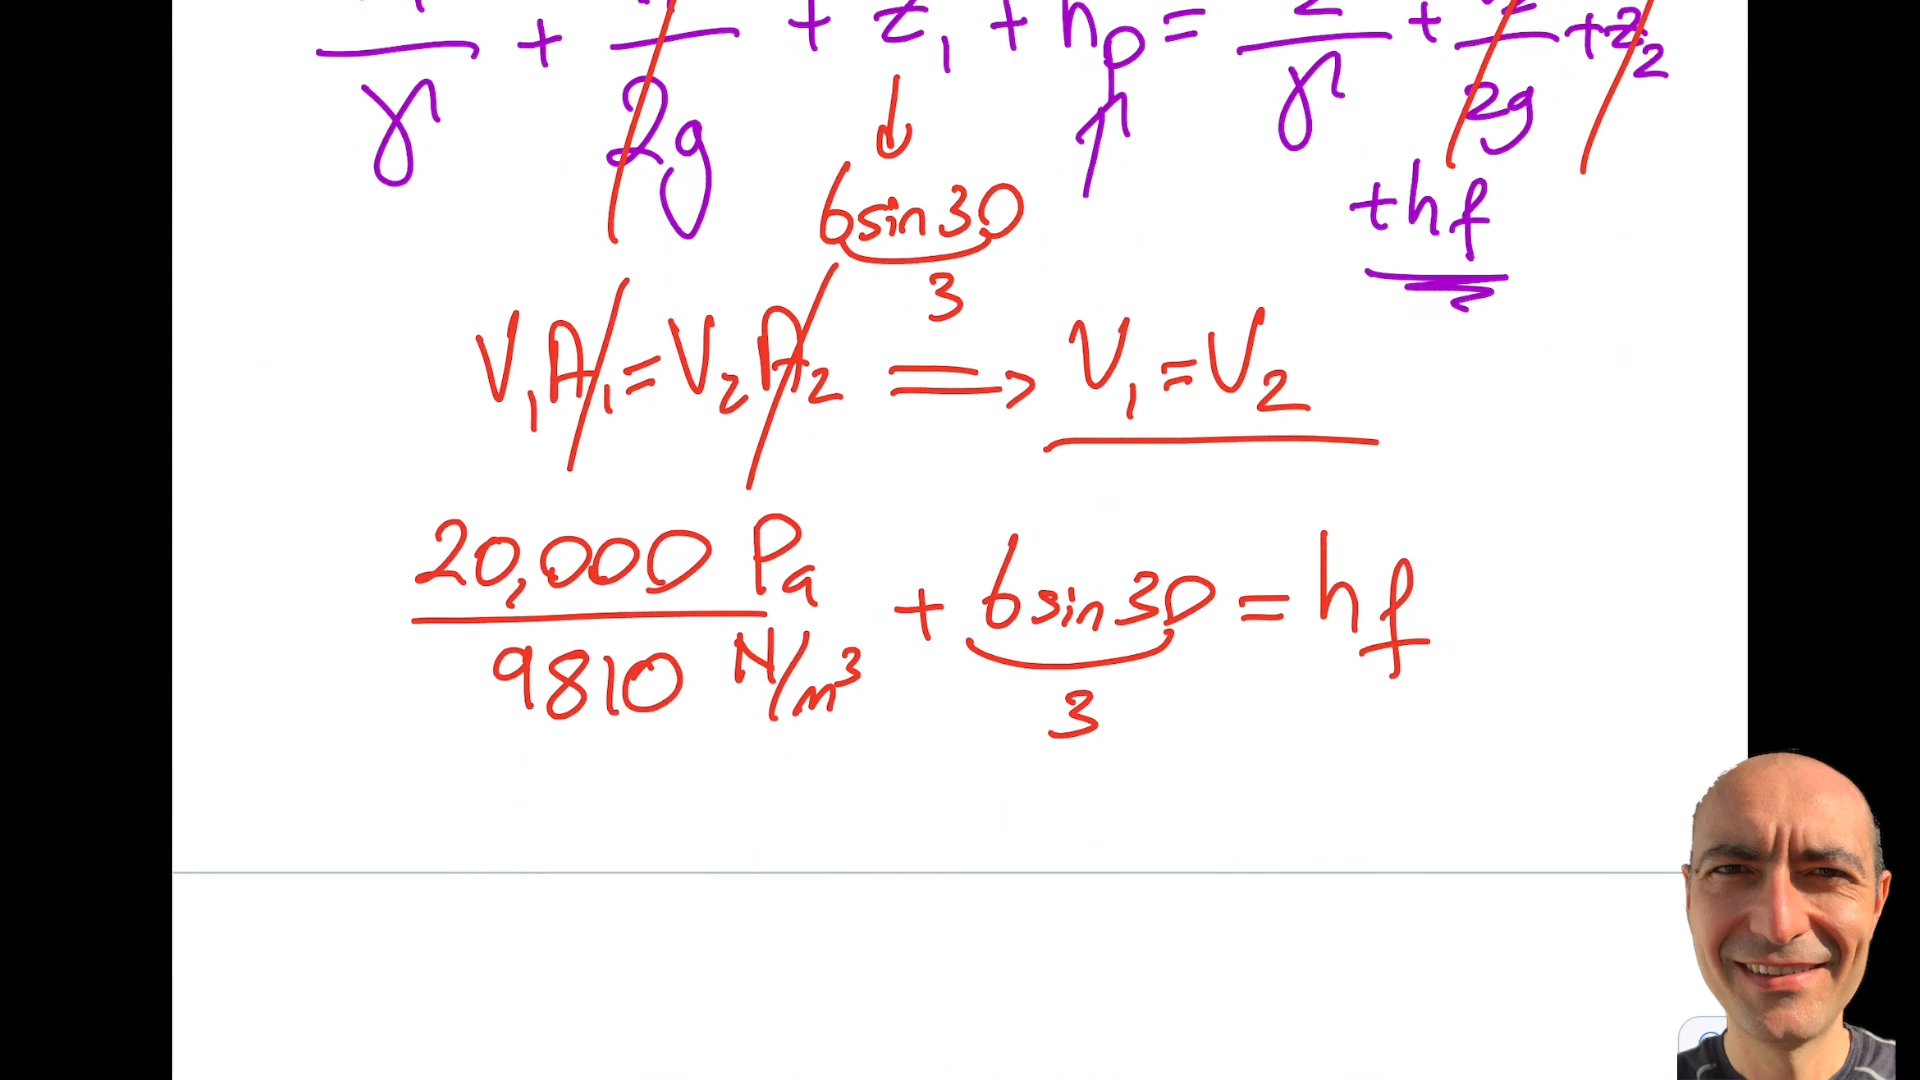 γ + 2g + z₁ + hp = 2/γ + 2g + z₂
+hf
6sin30
3
V₁A₁ = V₂A₂ ⟹ V₁ = V₂
20,000 Pa
9810 N/m³
+ 6sin30 = hf
3